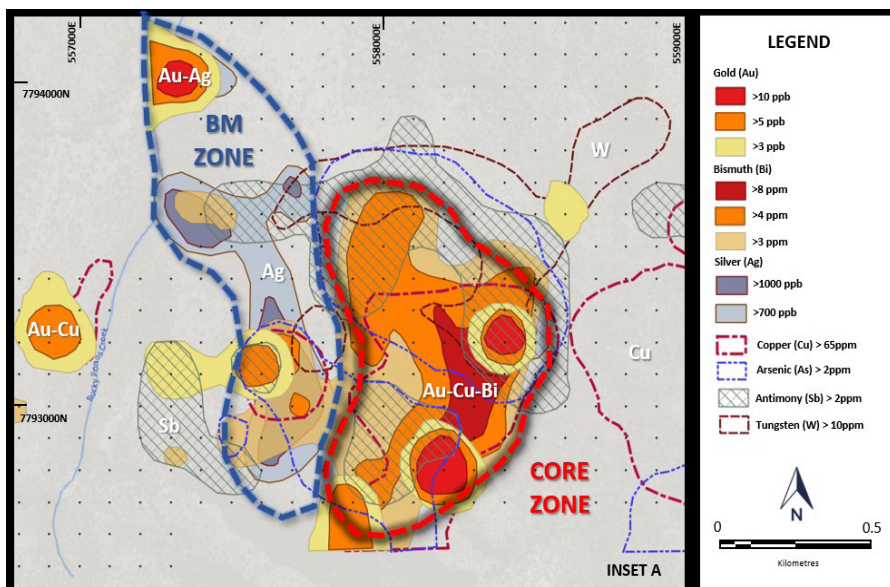 557000
558000
559000
7794000N
7793000N
Au-Ag
BM
ZONE
W
Ag
Au-Cu
Cu
Au-Cu-Bi
Sb
Rocky Ponds Creek
CORE
ZONE
INSET A
LEGEND
Gold (Au)
>10 ppb
>5 ppb
>3 ppb
Bismuth (Bi)
>8 ppm
>4 ppm
>3 ppm
Silver (Ag)
>1000 ppb
>700 ppb
Copper (Cu) > 65ppm
Arsenic (As) > 2ppm
Antimony (Sb) > 2ppm
Tungsten (W) > 10ppm
N
0 0.5
Kilometres